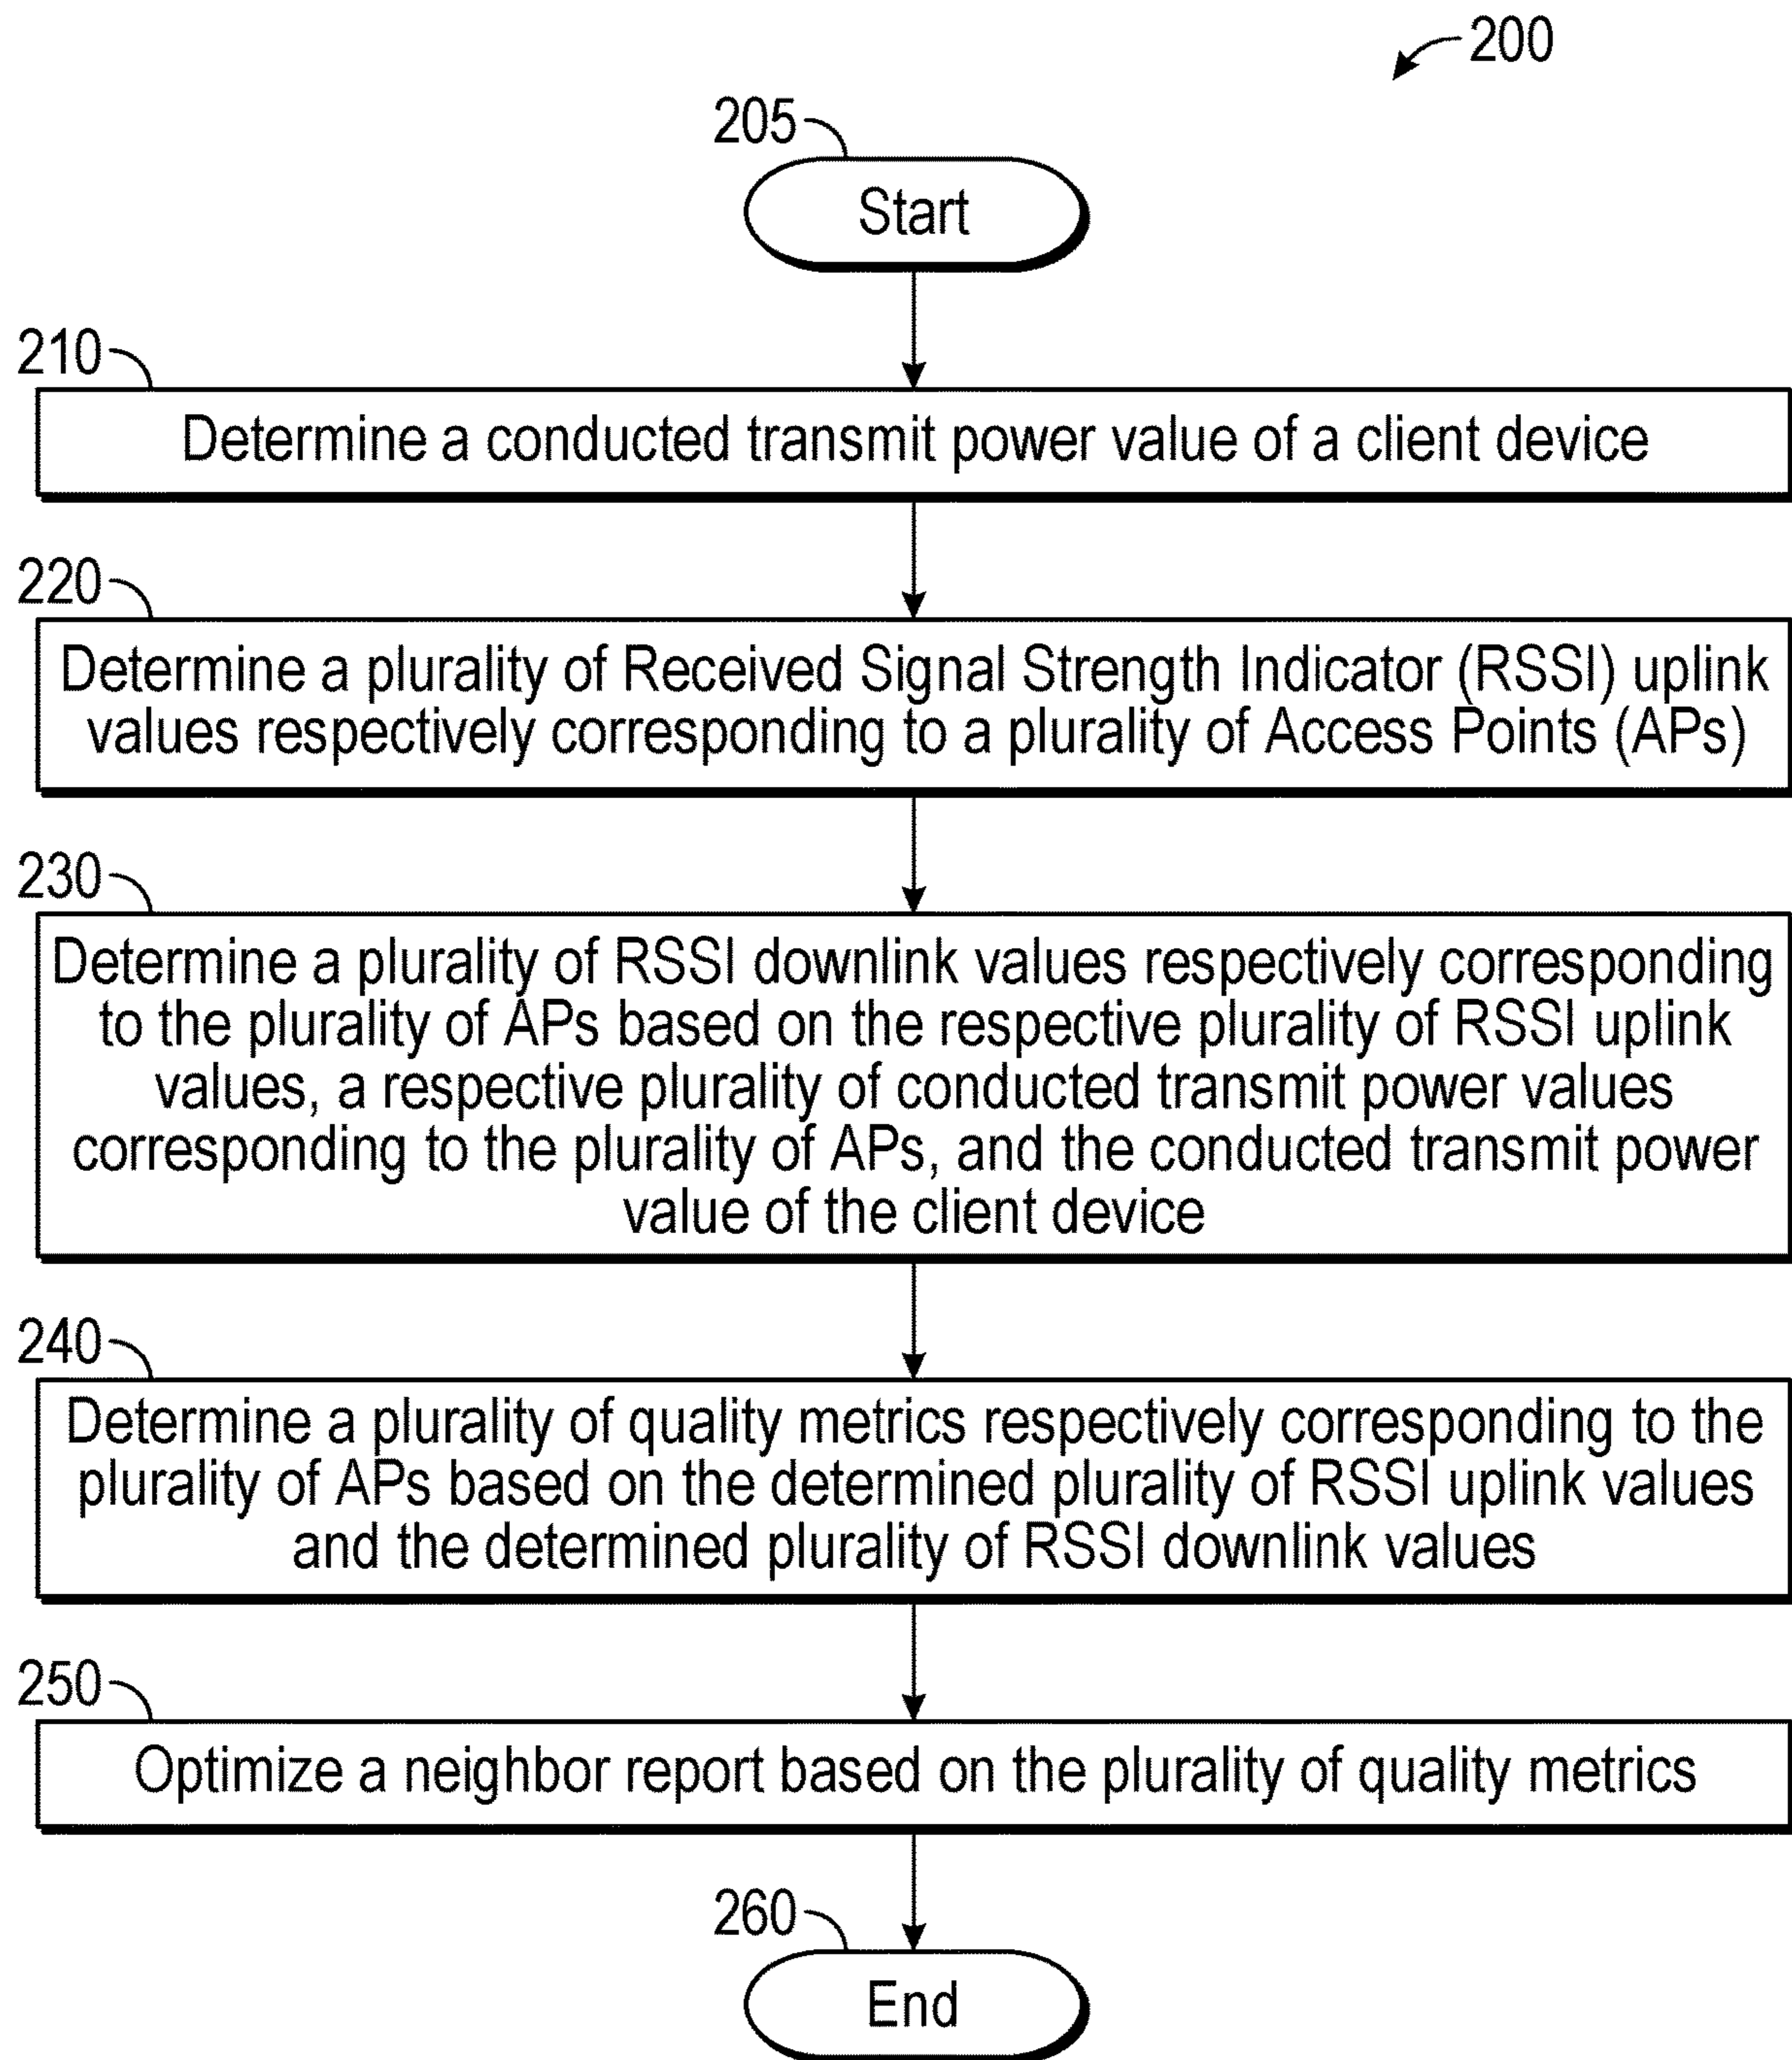 200
205
Start
210
Determine a conducted transmit power value of a client device
220
Determine a plurality of Received Signal Strength Indicator (RSSI) uplink
values respectively corresponding to a plurality of Access Points (APs)
230
Determine a plurality of RSSI downlink values respectively corresponding
to the plurality of APs based on the respective plurality of RSSI uplink
values, a respective plurality of conducted transmit power values
corresponding to the plurality of APs, and the conducted transmit power
value of the client device
240
Determine a plurality of quality metrics respectively corresponding to the
plurality of APs based on the determined plurality of RSSI uplink values
and the determined plurality of RSSI downlink values
250
Optimize a neighbor report based on the plurality of quality metrics
260
End